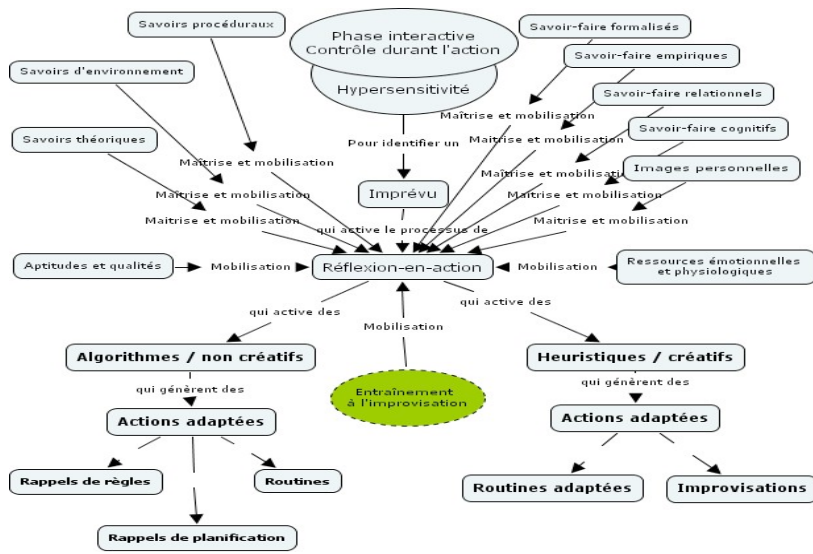 Savoirs procéduraux
Phase interactive
Contrôle durant l'action
Hypersensitivité
Savoir-faire formalisés
Savoir-faire empiriques
Savoirs d'environnement
Savoir-faire relationnels
Savoirs théoriques
Savoir-faire cognitifs
Images personnelles
Maîtrise et mobilisation
Pour identifier un
Maîtrise et mobilisation
Maîtrise et mobilisation
Maîtrise et mobilisation
Maîtrise et mobilisation
Imprévu
Maîtrise et mobilisation
Maitrise et mobilisation
Maitrise et mobilisation
qui active le processus de
Aptitudes et qualités
Mobilisation
Réflexion-en-action
Mobilisation
Ressources émotionnelles
et physiologiques
qui active des
qui active des
Mobilisation
Algorithmes / non créatifs
Heuristiques / créatifs
qui génèrent des
Entraînement
à l'improvisation
qui génèrent des
Actions adaptées
Actions adaptées
Rappels de règles
Routines
Routines adaptées
Improvisations
Rappels de planification